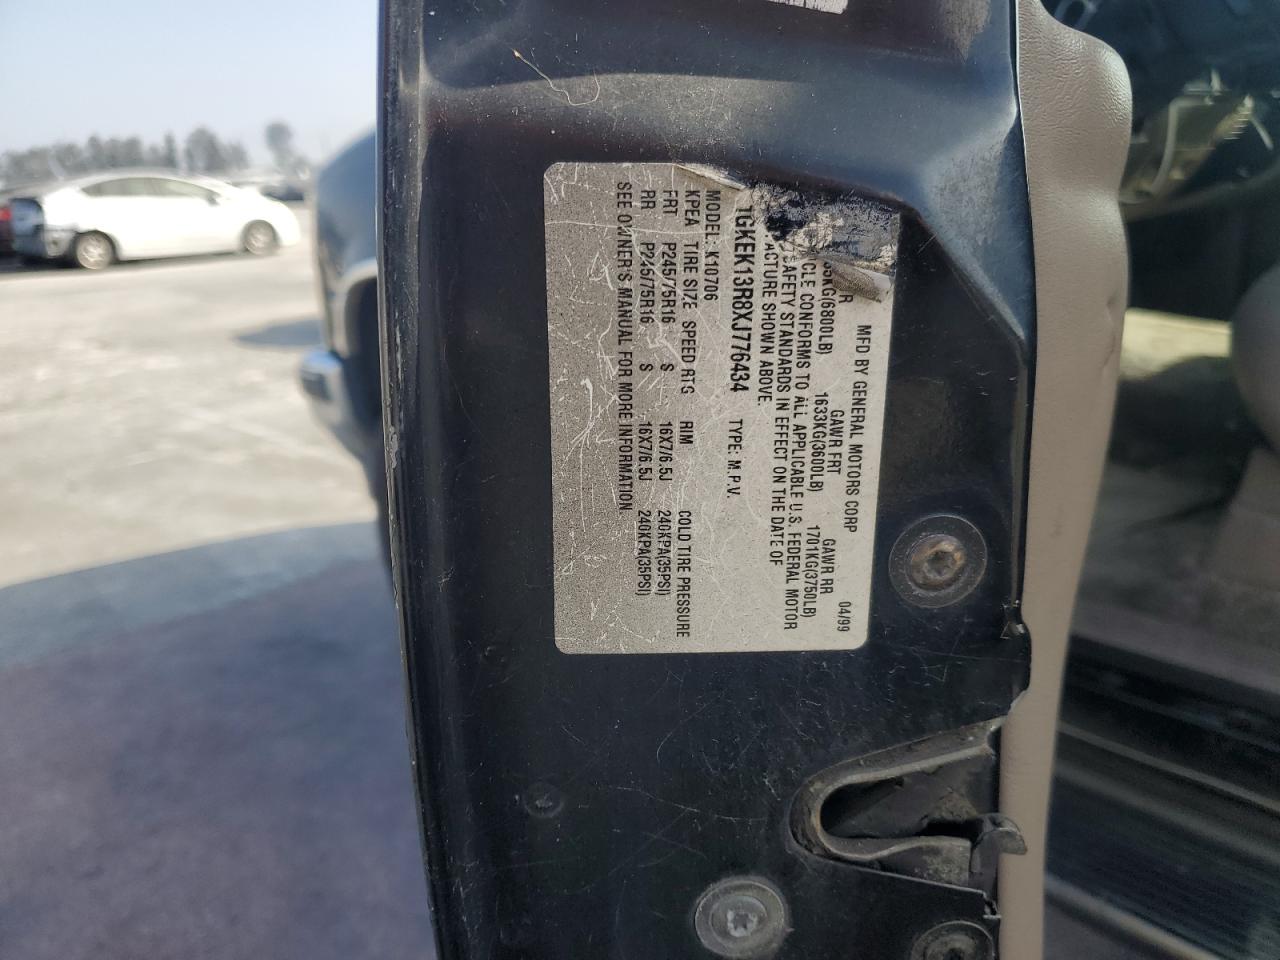 MFD BY GENERAL MOTORS CORP 04/99
GAWR FRT GAWR RR
KG(6800LB) 1633KG(3600LB) 1701KG(3750LB)
CONFORMS TO ALL APPLICABLE U.S. FEDERAL MOTOR
SAFETY STANDARDS IN EFFECT ON THE DATE OF
SHOWN ABOVE.
1GKEK13R8XJ776434 TYPE: M.P.V.
MODEL: K10706
KPEA TIRE SIZE SPEED RTG RIM COLD TIRE PRESSURE
FRT P245/75R16 S 16X7/6.5J 240KPA(35PSI)
RR P245/75R16 S 16X7/6.5J 240KPA(35PSI)
SEE OWNER'S MANUAL FOR MORE INFORMATION.